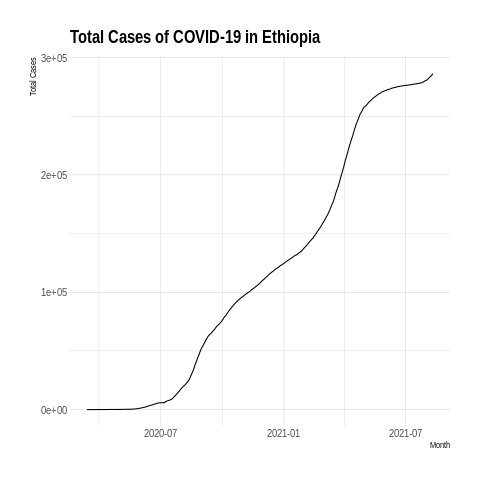 Total Cases of COVID-19 in Ethiopia
Total Cases
3e+05
2e+05
1e+05
0e+00
2020-07
2021-01
2021-07
Month